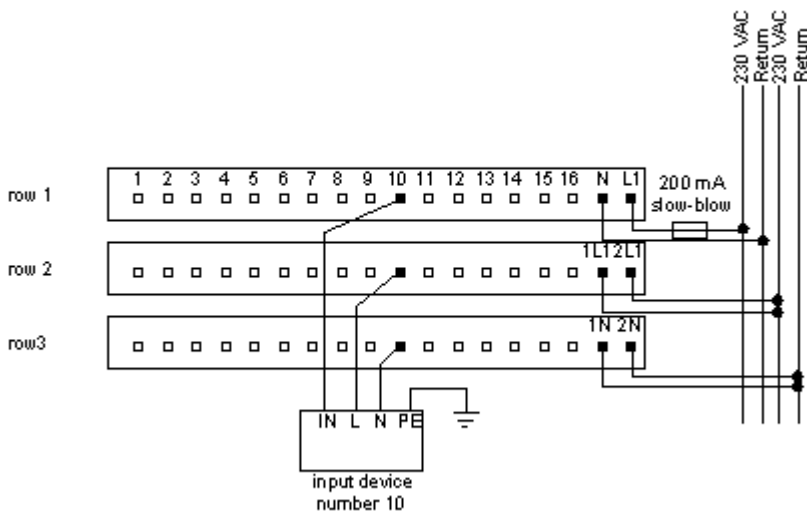 230 VAC
Return
230 VAC
Return
row 1
1 2 3 4 5 6 7 8 9 10 11 12 13 14 15 16 N L1
200 mA
slow-blow
row 2
1L1 2L1
row3
1N 2N
IN L N PE
input device
number 10